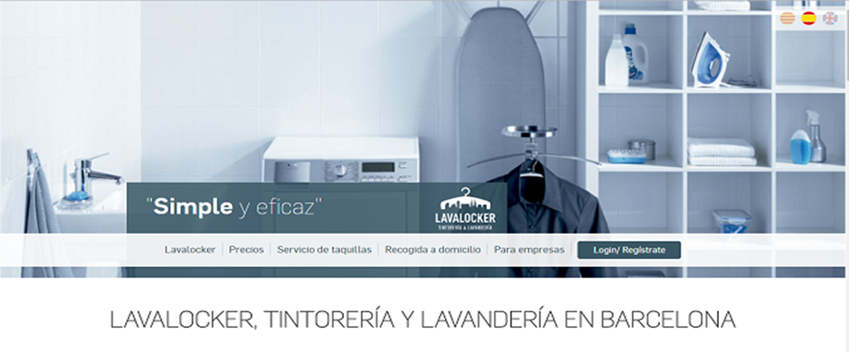 "Simple y eficaz"
LAVALOCKER
TINTORERÍA & LAVANDERÍA
Lavalocker
Precios
Servicio de taquillas
Recogida a domicilio
Para empresas
Login/ Regístrate
LAVALOCKER, TINTORERÍA Y LAVANDERÍA EN BARCELONA